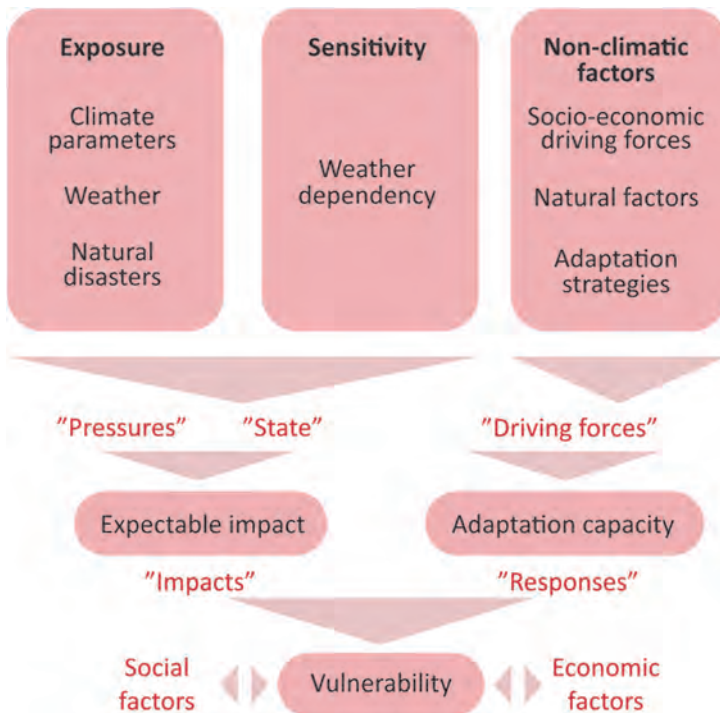 Exposure
Climate
parameters
Weather
Natural
disasters
Sensitivity
Weather
dependency
Non-climatic
factors
Socio-economic
driving forces
Natural factors
Adaptation
strategies
”Pressures”
”State”
”Driving forces”
Expectable impact
Adaptation capacity
”Impacts”
”Responses”
Social
factors
Vulnerability
Economic
factors